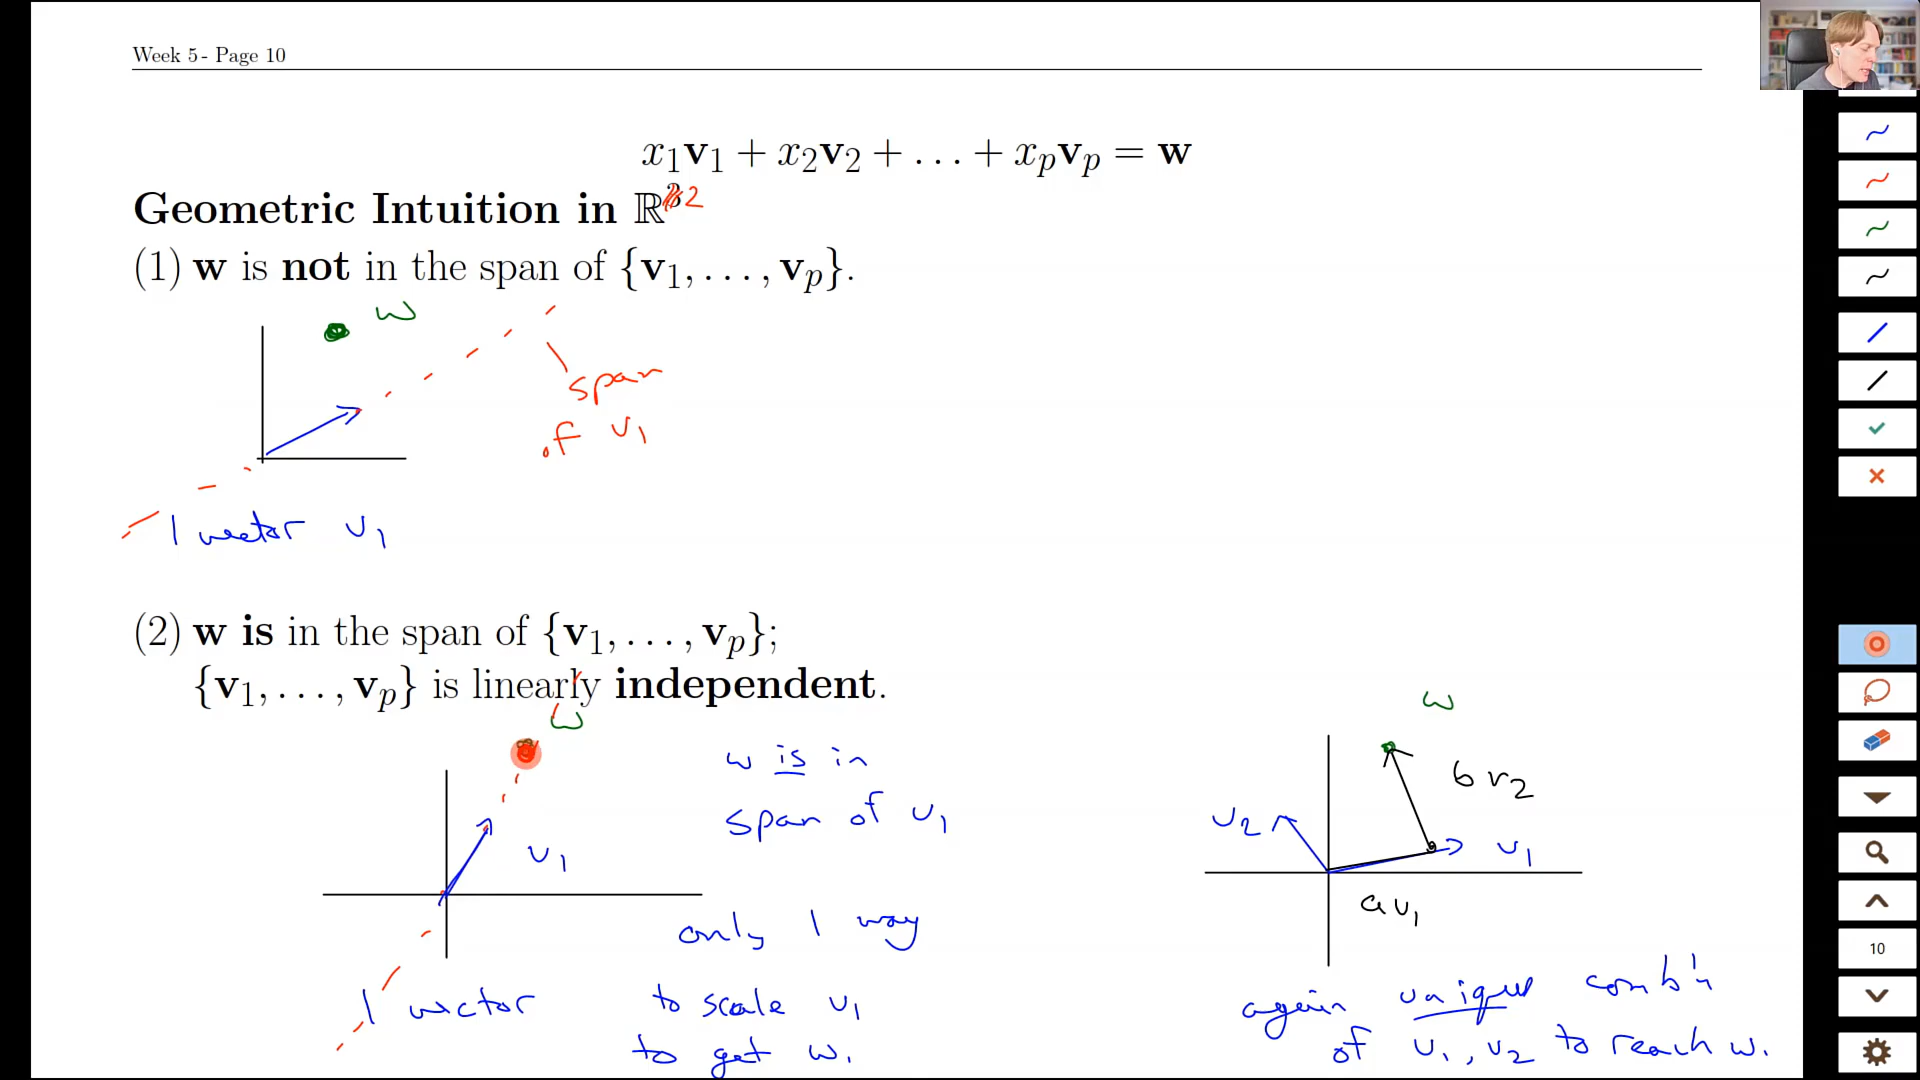 Week 5 - Page 10
x₁v₁ + x₂v₂ + … + xₚvₚ = w
Geometric Intuition in ℝ²
(1) w is not in the span of {v₁, …, vₚ}.
w
span
of v₁
1 vector v₁
(2) w is in the span of {v₁, …, vₚ};
{v₁, …, vₚ} is linearly independent.
w
v₁
1 vector
w is in
span of v₁
only 1 way
to scale v₁
to get w.
w
b v₂
v₂
v₁
a v₁
again unique comb'n
of v₁, v₂ to reach w.
10